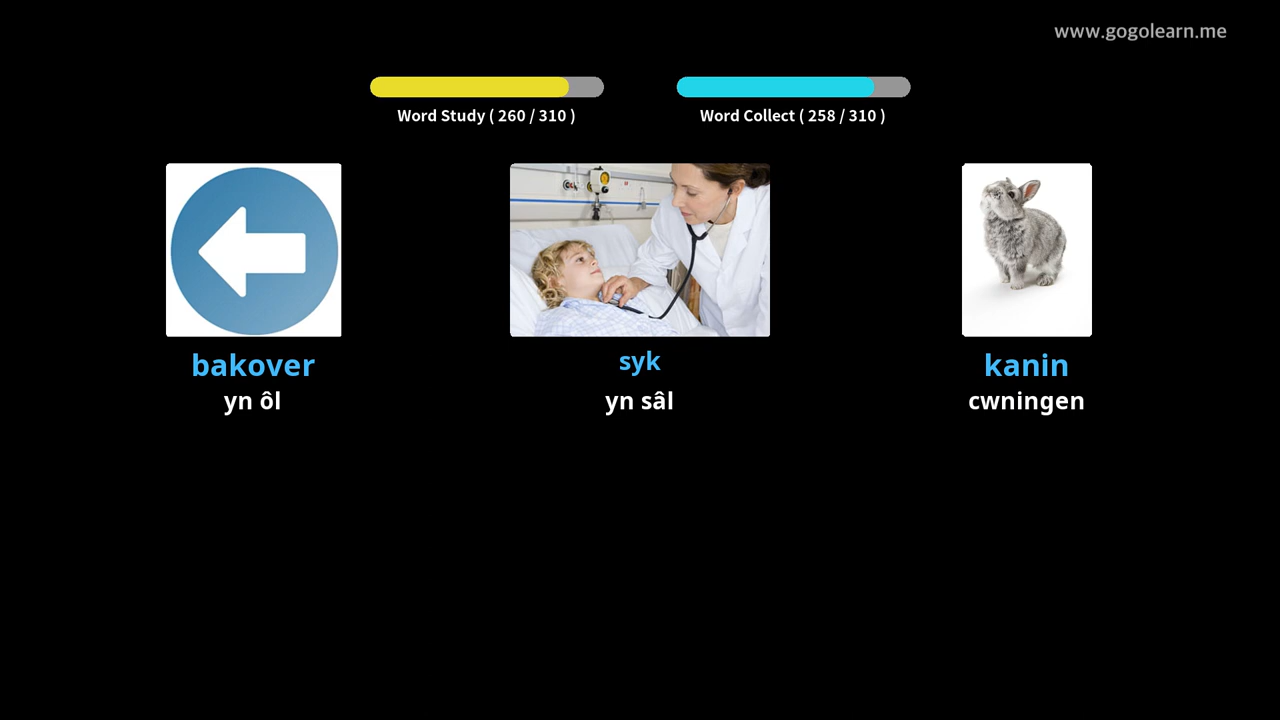 www.gogolearn.me
Word Study ( 260 / 310 )
Word Collect ( 258 / 310 )
bakover
yn ôl
syk
yn sâl
kanin
cwningen